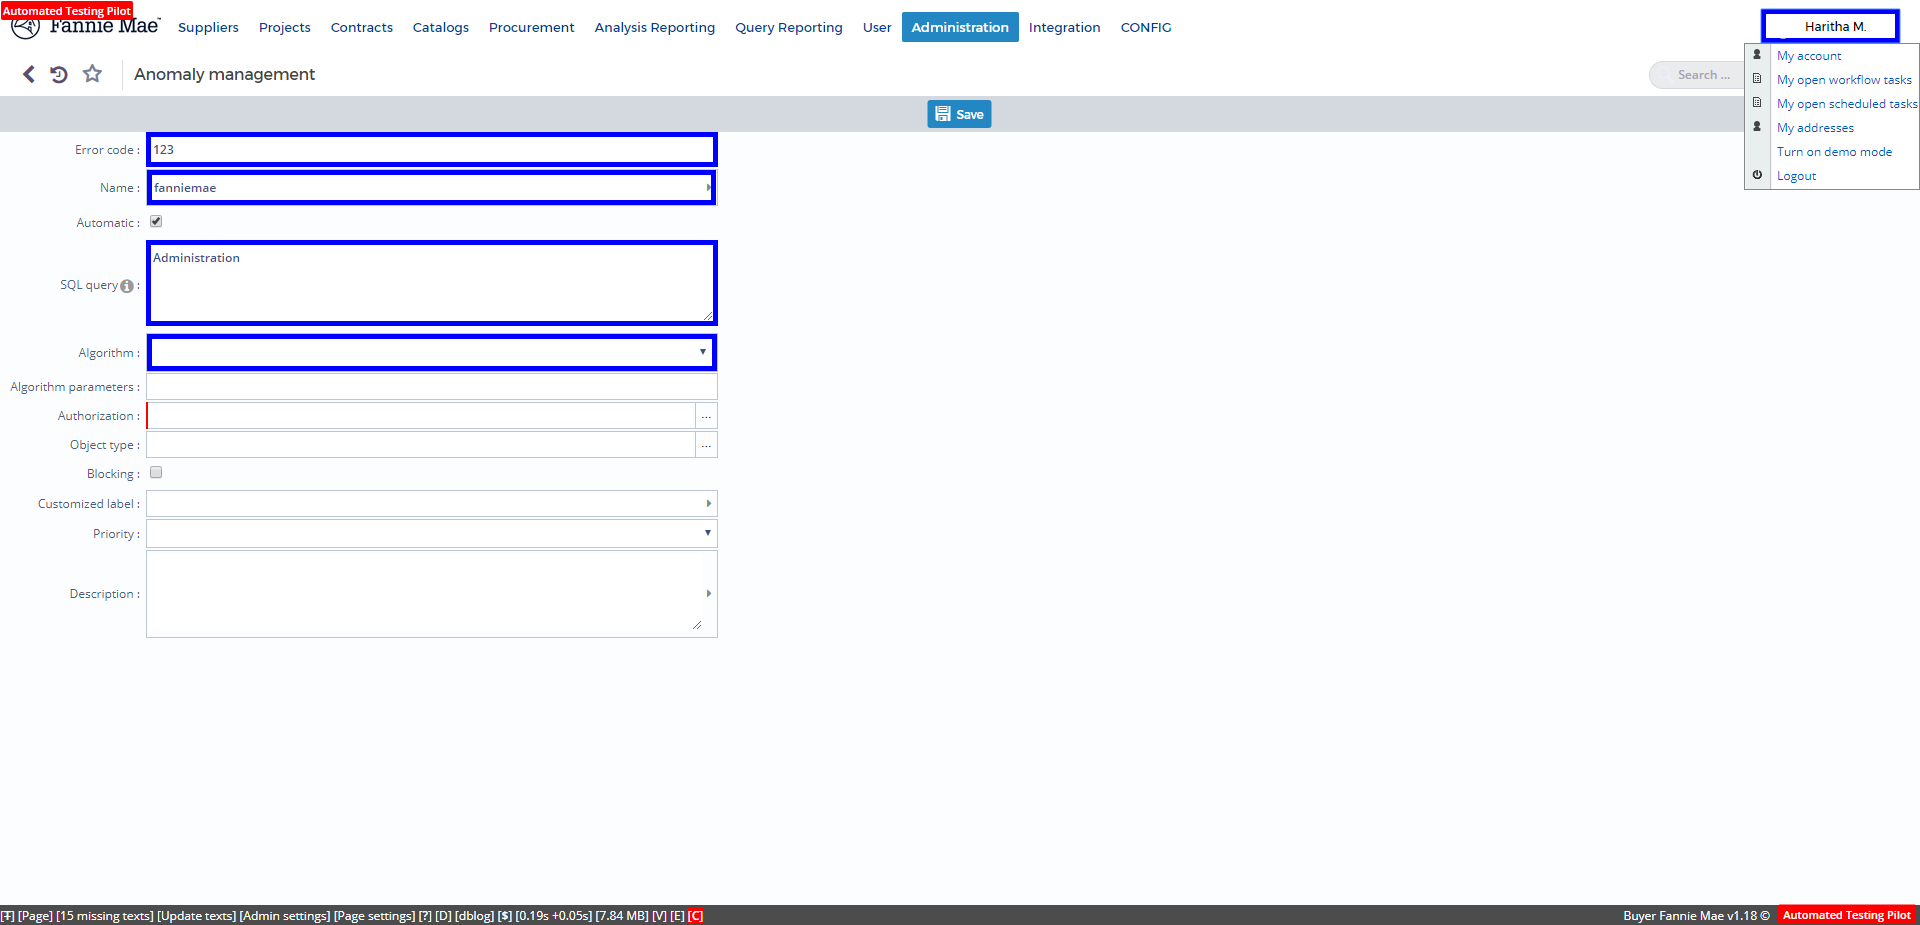 Automated Testing Pilot
Fannie Mae™
Suppliers Projects Contracts Catalogs Procurement Analysis Reporting Query Reporting User Administration Integration CONFIG
Haritha M.
My account
My open workflow tasks
My open scheduled tasks
My addresses
Turn on demo mode
Logout
Anomaly management
Search ...
Save
Error code : 123
Name : fanniemae
Automatic :
SQL query : Administration
Algorithm :
Algorithm parameters :
Authorization : ...
Object type : ...
Blocking :
Customized label :
Priority :
Description :
[T] [Page] [15 missing texts] [Update texts] [Admin settings] [Page settings] [?] [D] [dblog] [$] [0.19s +0.05s] [7.84 MB] [V] [E] [C]
Buyer Fannie Mae v1.18 © Automated Testing Pilot